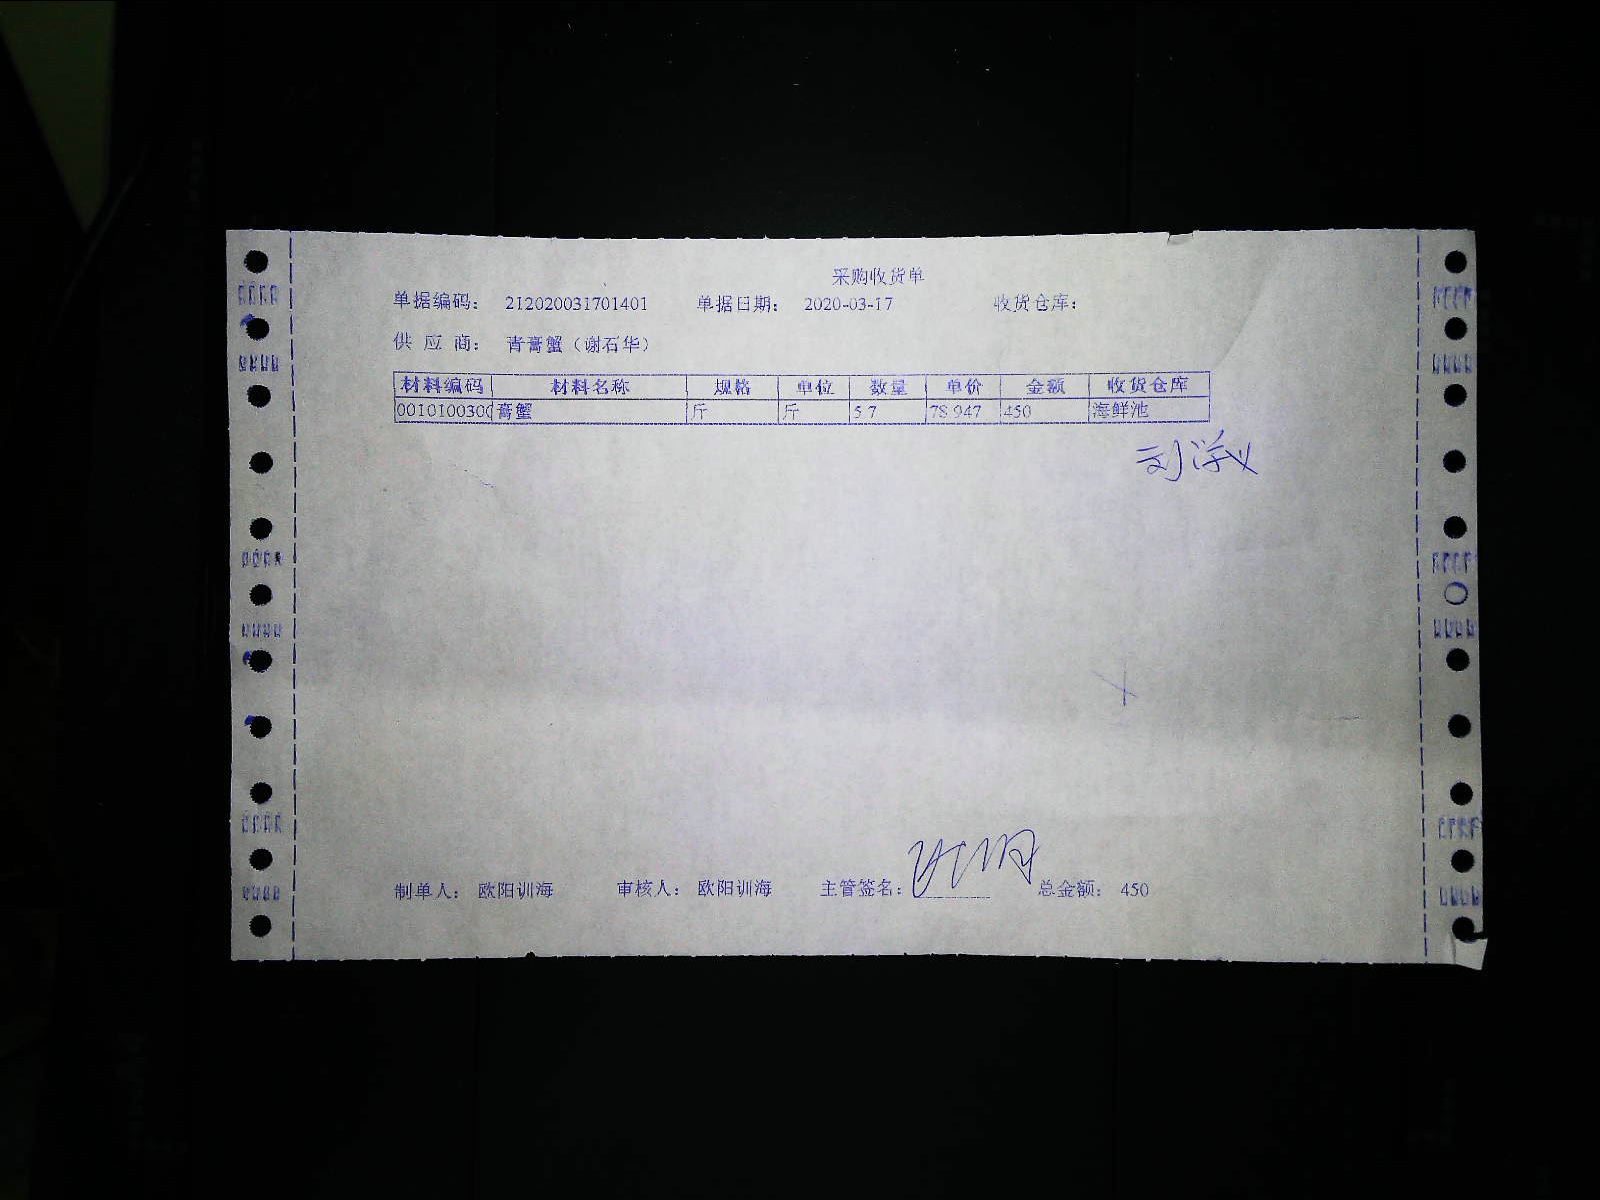 采购收货单
单据编码： 212020031701401 单据日期： 2020-03-17 收货仓库：
供 应 商： 青膏蟹（谢石华）
材料编码 材料名称 规格 单位 数量 单价 金额 收货仓库
0010100300 膏蟹 斤 斤 5.7 78.947 450 海鲜池
制单人： 欧阳训海 审核人： 欧阳训海 主管签名： 总金额： 450